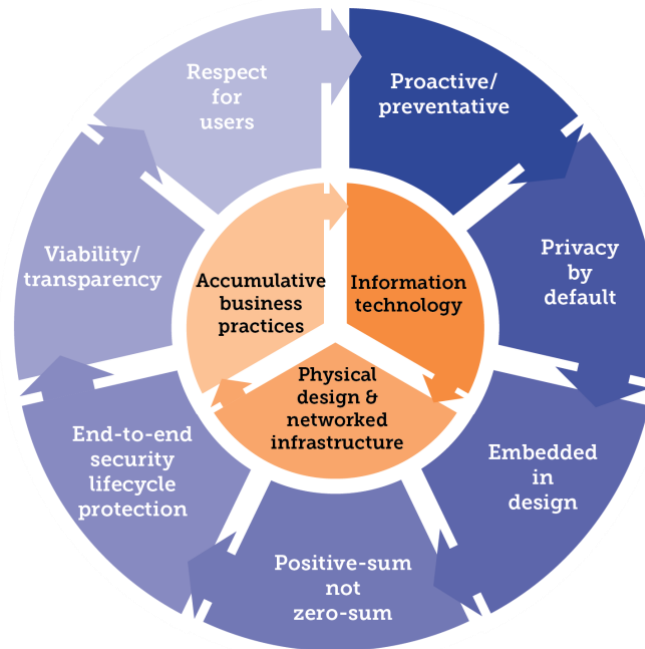 Respect
for
users
Proactive/
preventative
Viability/
transparency
Privacy
by
default
Accumulative
business
practices
Information
technology
Physical
design &
networked
infrastructure
End-to-end
security
lifecycle
protection
Embedded
in
design
Positive-sum
not
zero-sum